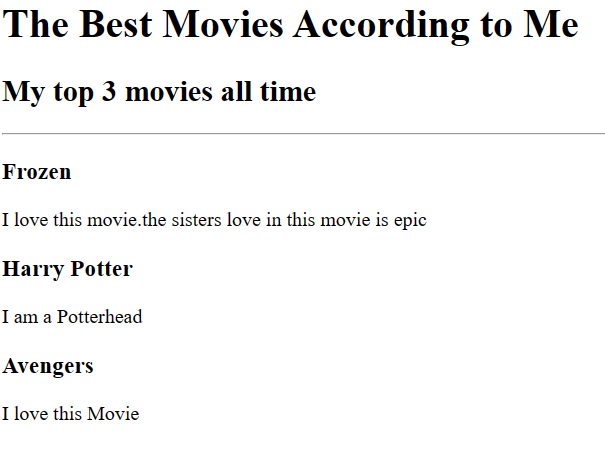 The Best Movies According to Me
My top 3 movies all time
Frozen
I love this movie.the sisters love in this movie is epic
Harry Potter
I am a Potterhead
Avengers
I love this Movie